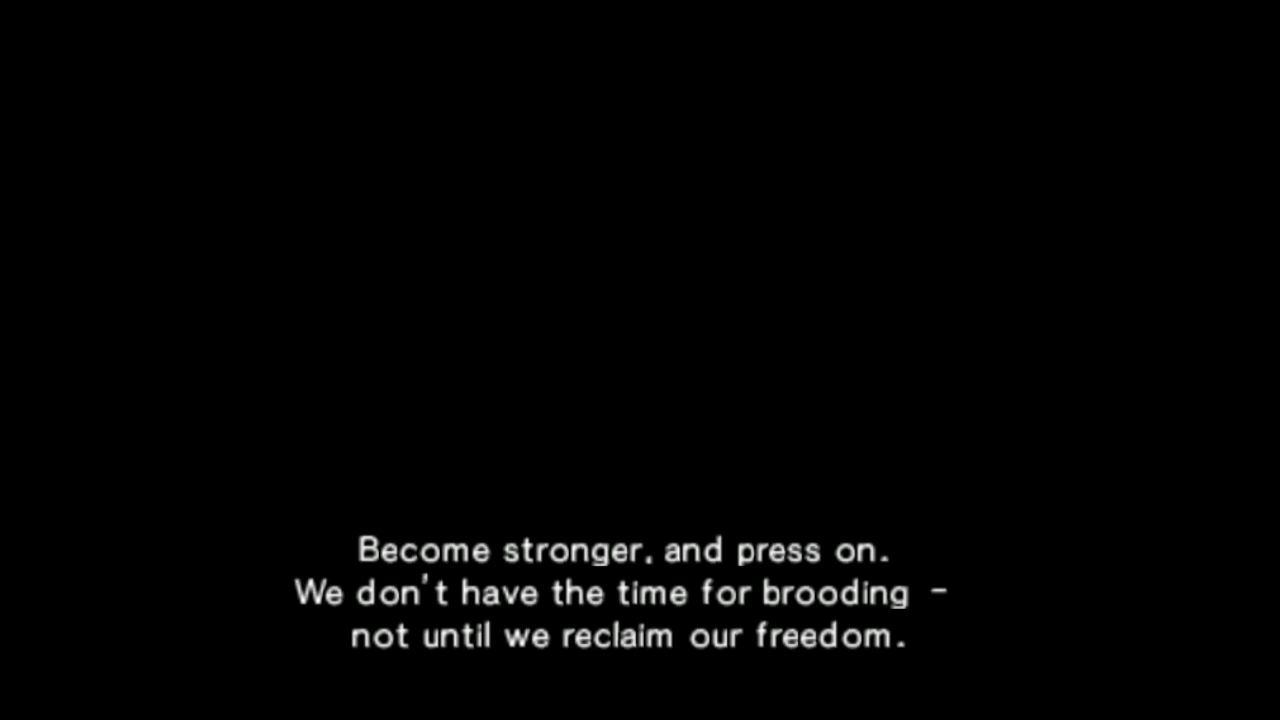 Become stronger, and press on.
We don't have the time for brooding -
not until we reclaim our freedom.